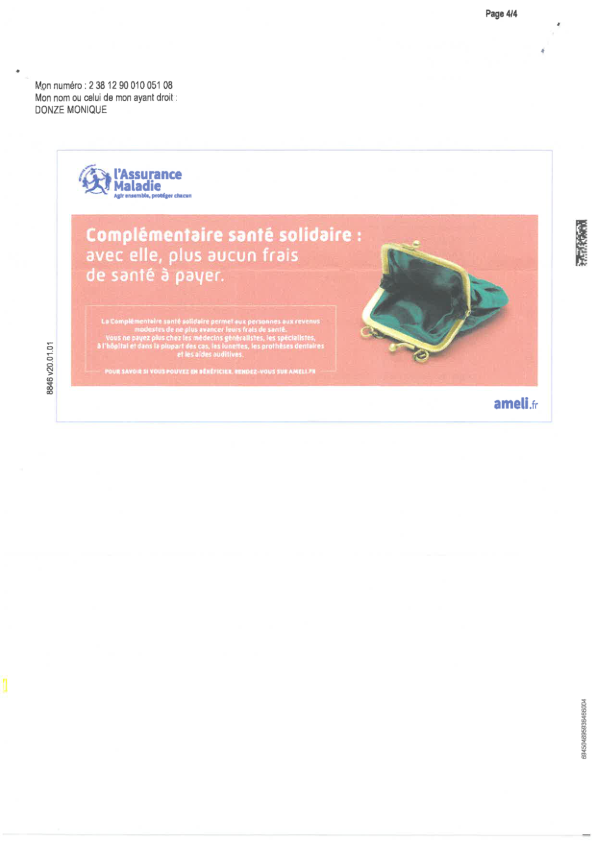 Page 4/4
Mon numéro : 2 38 12 90 010 051 08
Mon nom ou celui de mon ayant droit :
DONZE MONIQUE
l'Assurance
Maladie
Agir ensemble, protéger chacun
Complémentaire santé solidaire :
avec elle, plus aucun frais
de santé à payer.
La Complémentaire santé solidaire permet aux personnes aux revenus
modestes de ne plus avancer leurs frais de santé.
Vous ne payez plus chez les médecins généralistes, les spécialistes,
à l'hôpital et dans la plupart des cas, les lunettes, les prothèses dentaires
et les aides auditives.
POUR SAVOIR SI VOUS POUVEZ EN BÉNÉFICIER, RENDEZ-VOUS SUR AMELI.FR
ameli.fr
8846 v20.01.01